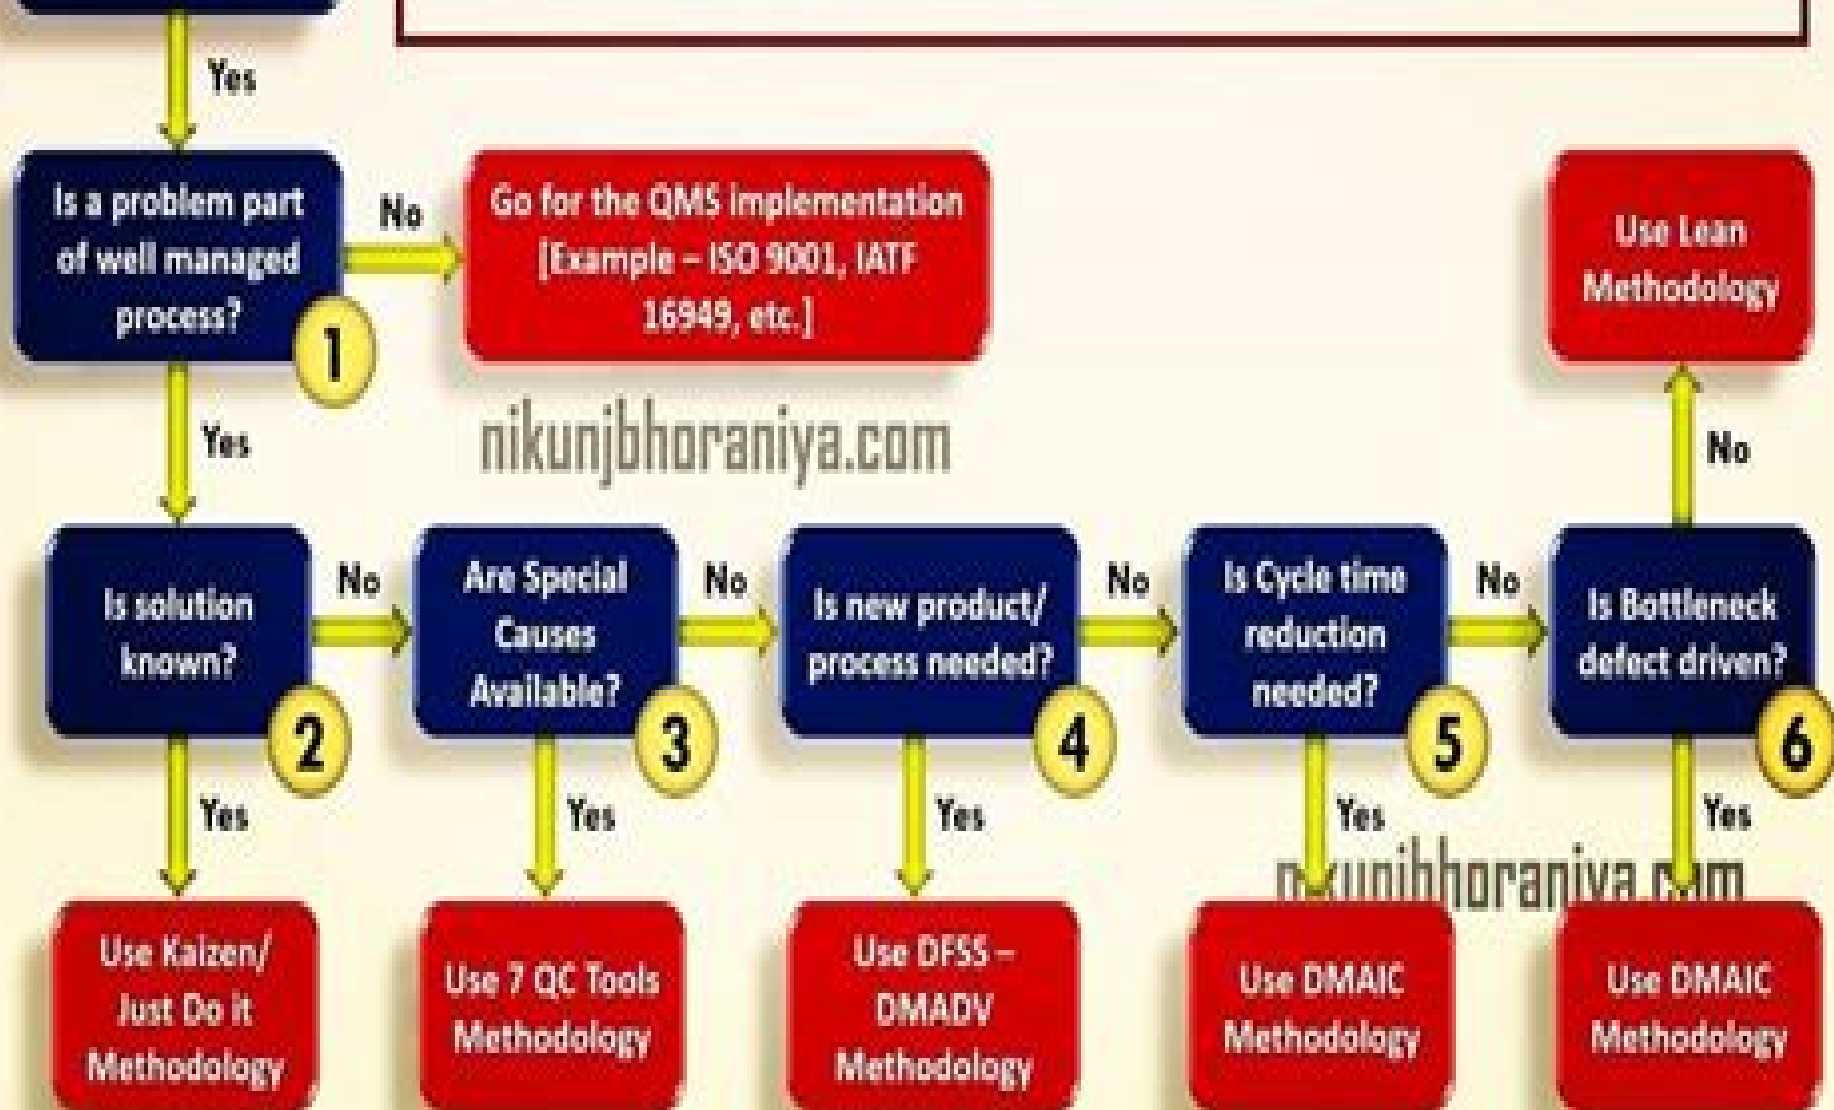 Yes
Is a problem part
of well managed
process?
1
No
Go for the QMS implementation
[Example – ISO 9001, IATF
16949, etc.]
Use Lean
Methodology
Yes
nikunjbhoraniya.com
No
Is solution
known?
2
No
Are Special
Causes
Available?
3
No
Is new product/
process needed?
4
No
Is Cycle time
reduction
needed?
5
No
Is Bottleneck
defect driven?
6
Yes
Yes
Yes
Yes
Yes
nikunjbhoraniya.com
Use Kaizen/
Just Do it
Methodology
Use 7 QC Tools
Methodology
Use DFSS –
DMADV
Methodology
Use DMAIC
Methodology
Use DMAIC
Methodology